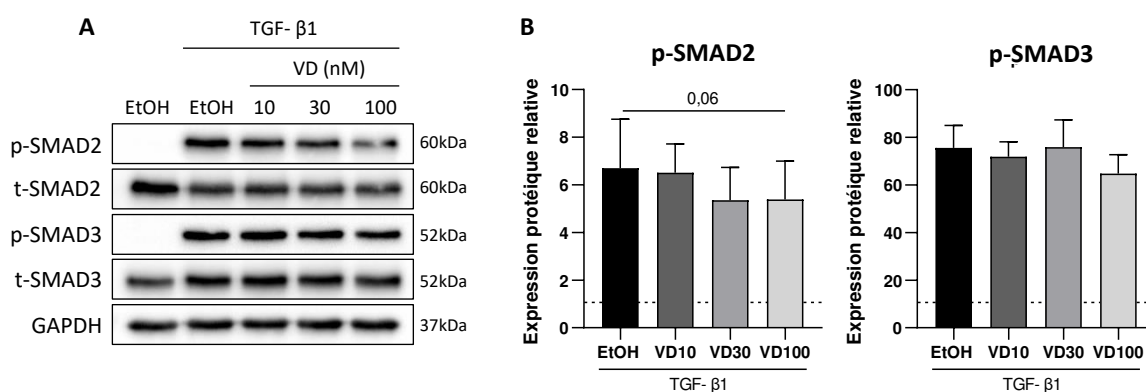 A
TGF- β1
VD (nM)
EtOH EtOH 10 30 100
p-SMAD2 60kDa
t-SMAD2 60kDa
p-SMAD3 52kDa
t-SMAD3 52kDa
GAPDH 37kDa
B
p-SMAD2
Expression protéique relative
10
8
6
4
2
0
0,06
EtOH VD10 VD30 VD100
TGF- β1
p-SMAD3
Expression protéique relative
100
80
60
40
20
0
EtOH VD10 VD30 VD100
TGF- β1